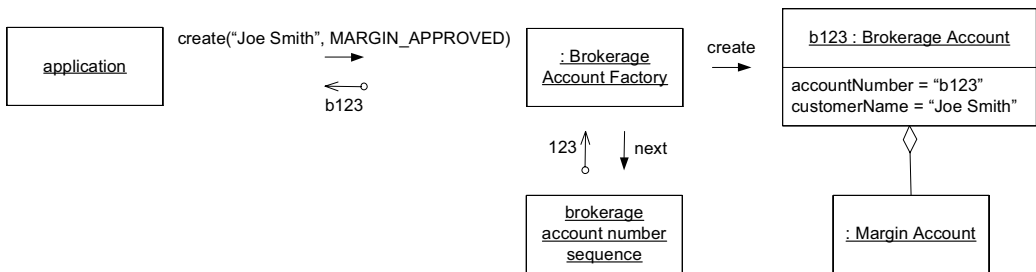 create(“Joe Smith”, MARGIN_APPROVED)
application
b123
: Brokerage
Account Factory
create
b123 : Brokerage Account
accountNumber = “b123”
customerName = “Joe Smith”
123
next
brokerage
account number
sequence
: Margin Account